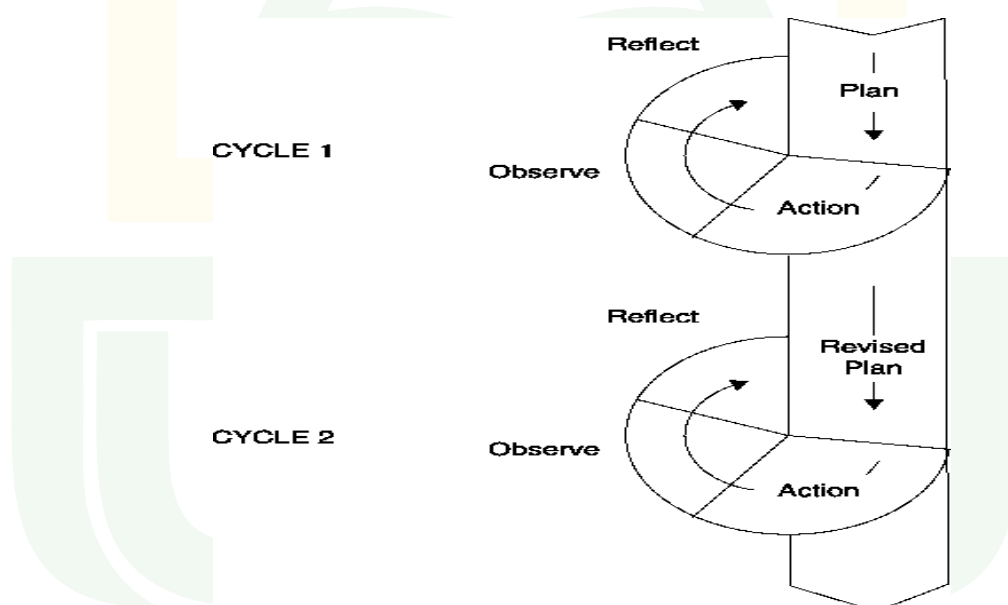 Reflect
Plan
CYCLE 1
Observe
Action
Reflect
Revised
Plan
CYCLE 2
Observe
Action